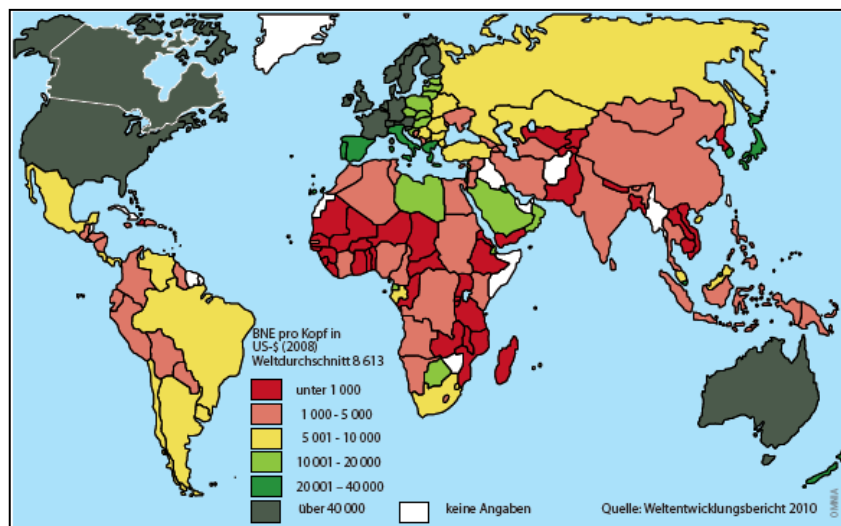 BNE pro Kopf in
US-$ (2008)
Weltdurchschnitt 8 613
unter 1 000
1 000 - 5 000
5 001 - 10 000
10 001 - 20 000
20 001 – 40 000
über 40 000
keine Angaben
Quelle: Weltentwicklungsbericht 2010
OMNIA